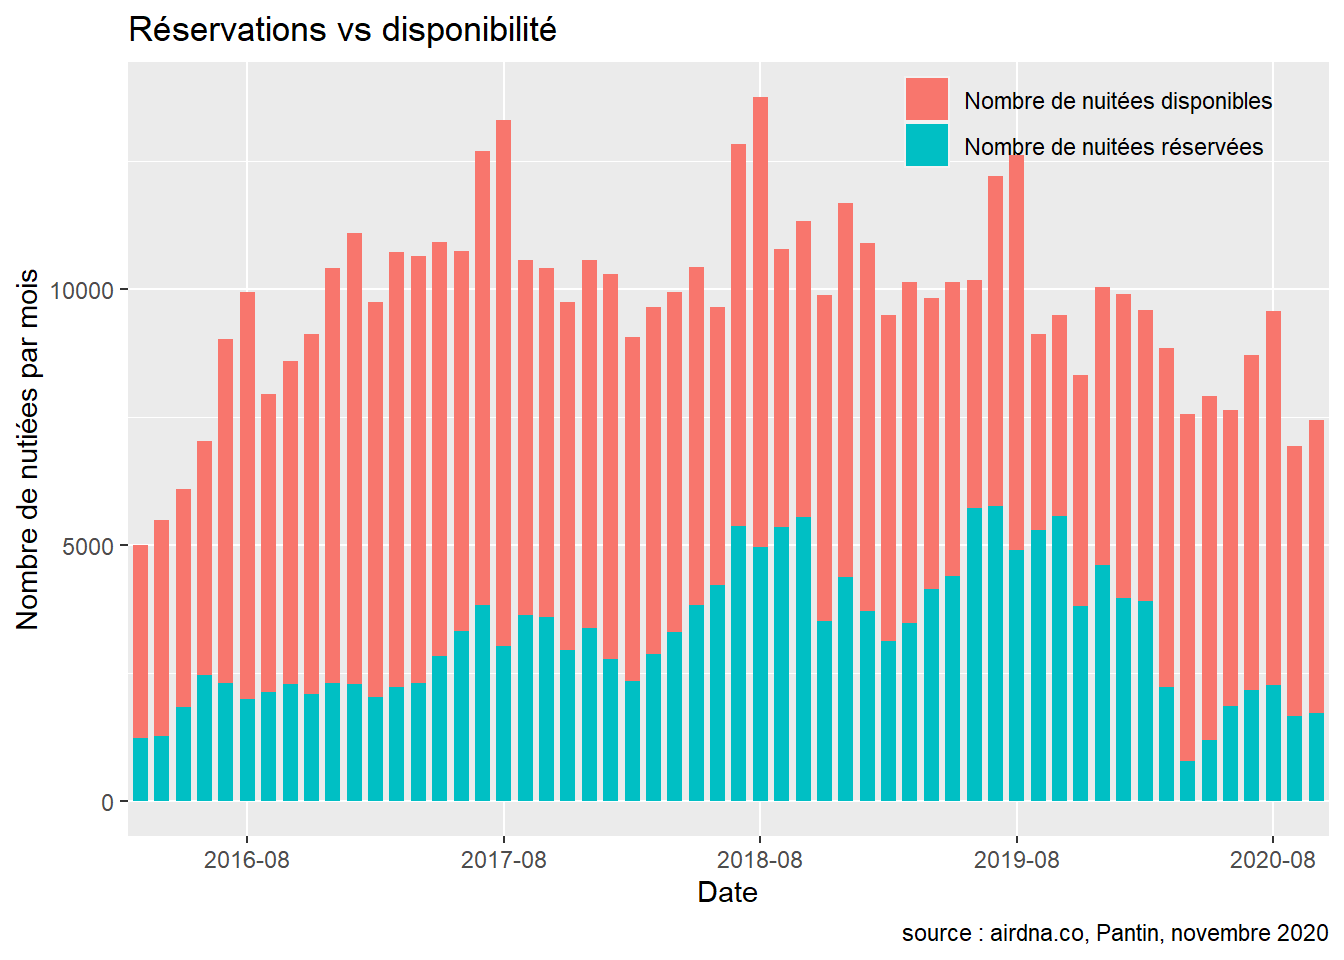 Réservations vs disponibilité
Nombre de nuitées disponibles
Nombre de nuitées réservées
Nombre de nutiées par mois
10000
5000
0
2016-08
2017-08
2018-08
2019-08
2020-08
Date
source : airdna.co, Pantin, novembre 2020